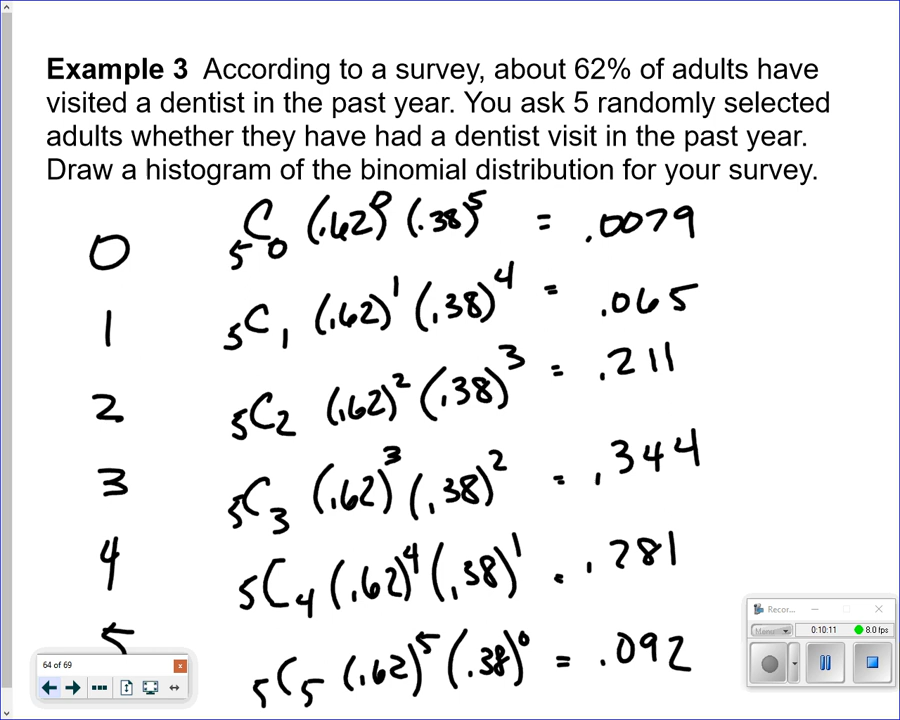 Example 3 According to a survey, about 62% of adults have
visited a dentist in the past year. You ask 5 randomly selected
adults whether they have had a dentist visit in the past year.
Draw a histogram of the binomial distribution for your survey.
0 ₅C₀ (.62)⁰ (.38)⁵ = .0079
1 ₅C₁ (.62)¹ (.38)⁴ = .065
2 ₅C₂ (.62)² (.38)³ = .211
3 ₅C₃ (.62)³ (.38)² = .344
4 ₅C₄ (.62)⁴ (.38)¹ = .281
5 ₅C₅ (.62)⁵ (.38)⁰ = .092
64 of 69
Recor...
0:10:11 8.0 fps